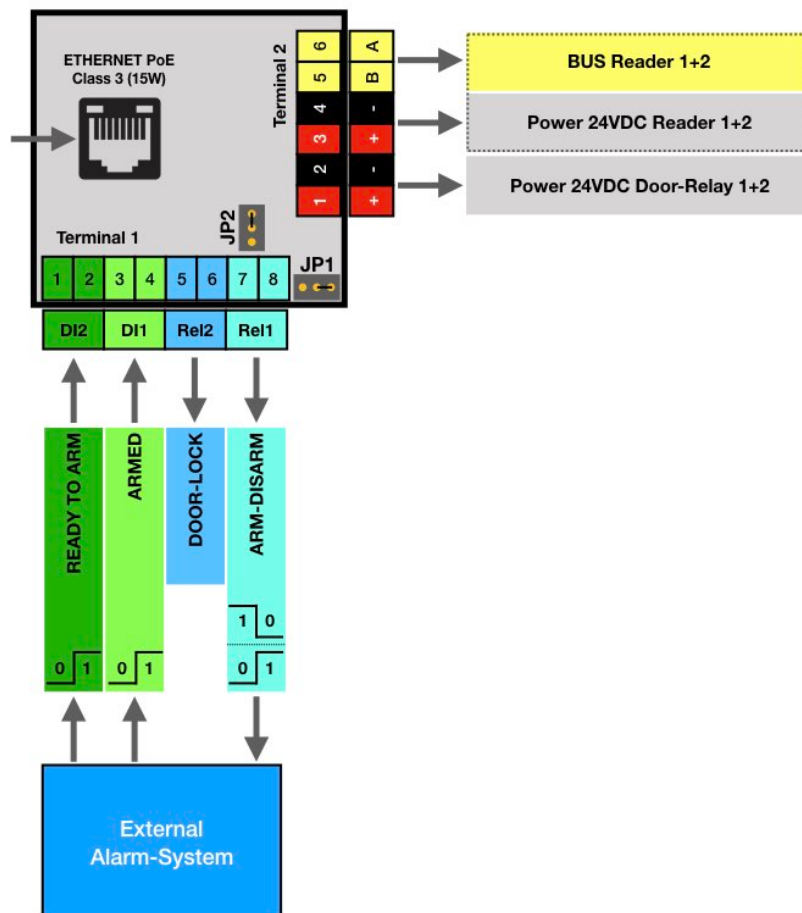 ETHERNET PoE
Class 3 (15W)
Terminal 2
6 A
5 B
4 -
3 +
2 -
1 +
BUS Reader 1+2
Power 24VDC Reader 1+2
Power 24VDC Door-Relay 1+2
JP2
Terminal 1
JP1
1 2 3 4 5 6 7 8
DI2 DI1 Rel2 Rel1
READY TO ARM
ARMED
DOOR-LOCK
ARM-DISARM
1 0
0 1 0 1 0 1
External
Alarm-System